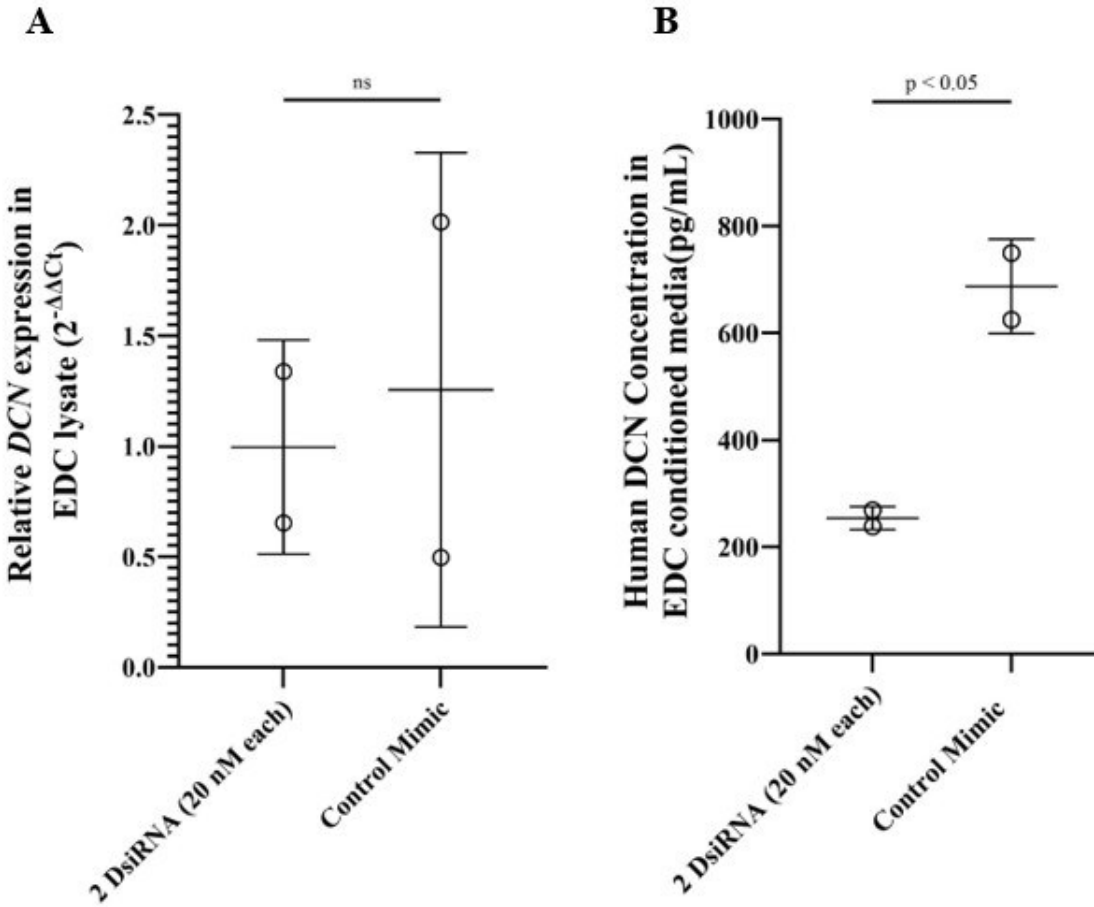 A
B
ns
p < 0.05
Relative DCN expression in
EDC lysate (2^-ΔΔCt)
2.5
2.0
1.5
1.0
0.5
0.0
2 DsiRNA (20 nM each)
Control Mimic
Human DCN Concentration in
EDC conditioned media(pg/mL)
1000
800
600
400
200
0
2 DsiRNA (20 nM each)
Control Mimic